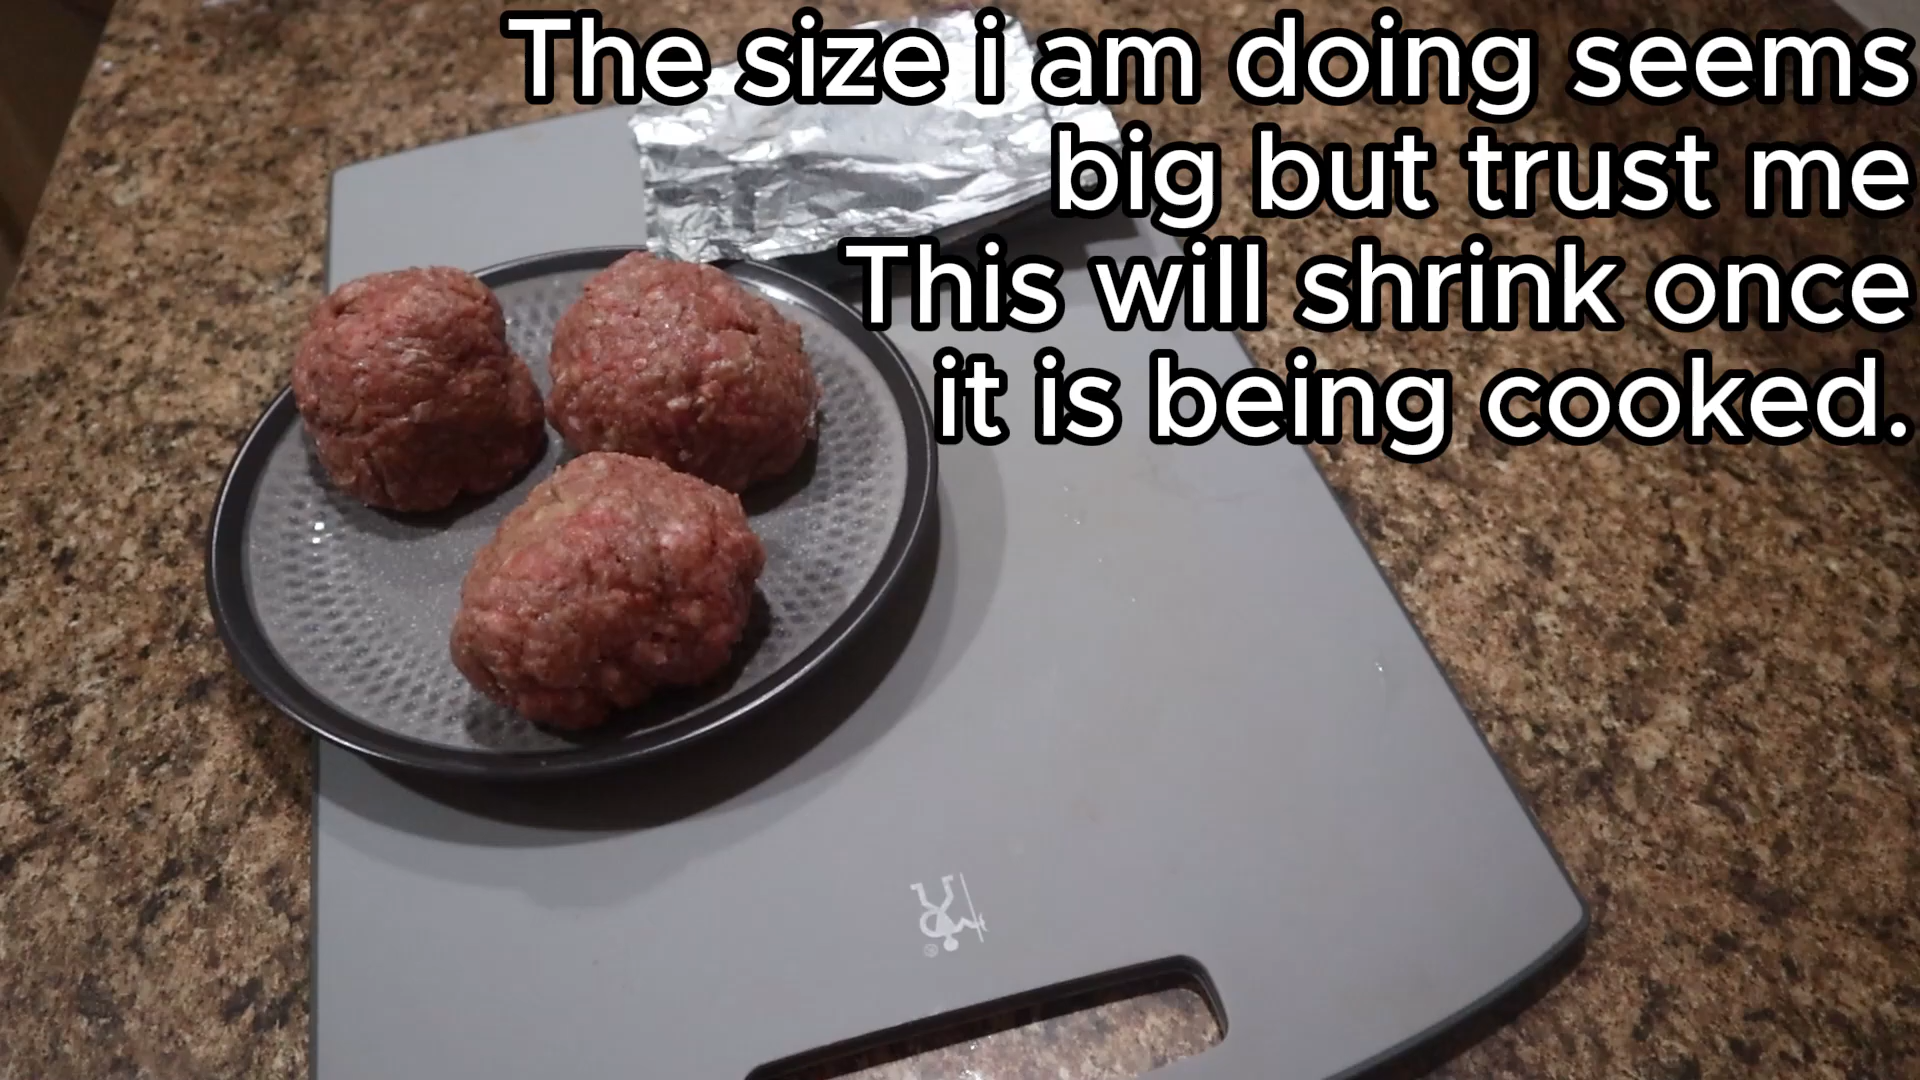 The size i am doing seems
big but trust me
This will shrink once
it is being cooked.